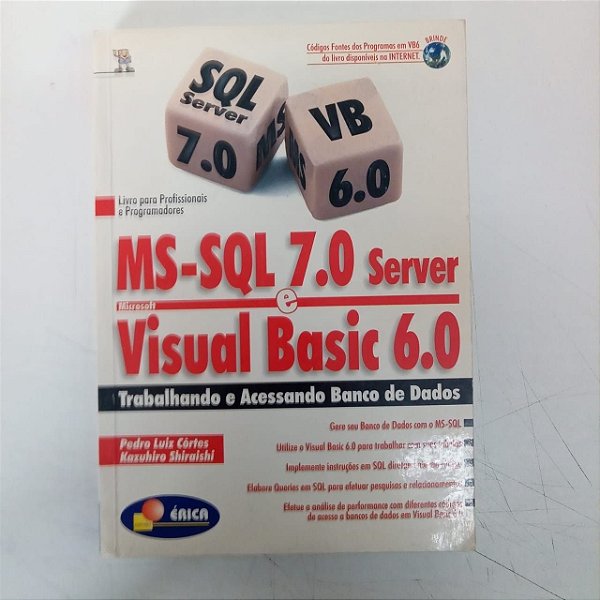 Códigos Fontes dos Programas em VB6
do livro disponíveis na INTERNET.
BRINDE
SQL
Server
7.0
MS
VB
6.0
Livro para Profissionais
e Programadores
MS-SQL 7.0 Server
Microsoft
e
Visual Basic 6.0
Trabalhando e Acessando Banco de Dados
Gere seu Banco de Dados com o MS-SQL
Utilize o Visual Basic 6.0 para trabalhar com
Pedro Luiz Côrtes
Kazuhiro Shiraishi
Implemente instruções em SQL
Elabore Queries em SQL para efetuar pesquisas e relacionamentos
Efetue a análise de performance com diferentes
de acesso a bancos de dados em Visual Basic
ÉRICA